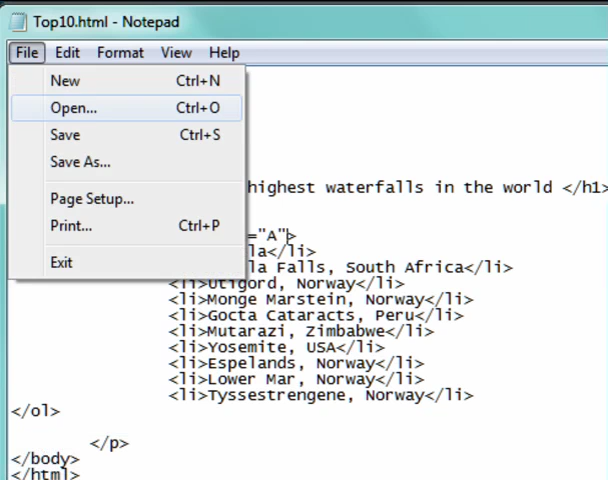 Top10.html - Notepad
File Edit Format View Help
New Ctrl+N
Open... Ctrl+O
Save Ctrl+S
Save As...
Page Setup...
Print... Ctrl+P
Exit
highest waterfalls in the world </h1>
="A">
la</li>
la Falls, South Africa</li>
<li>Utigord, Norway</li>
<li>Monge Marstein, Norway</li>
<li>Gocta Cataracts, Peru</li>
<li>Mutarazi, Zimbabwe</li>
<li>Yosemite, USA</li>
<li>Espelands, Norway</li>
<li>Lower Mar, Norway</li>
<li>Tyssestrengene, Norway</li>
</ol>
</p>
</body>
</html>